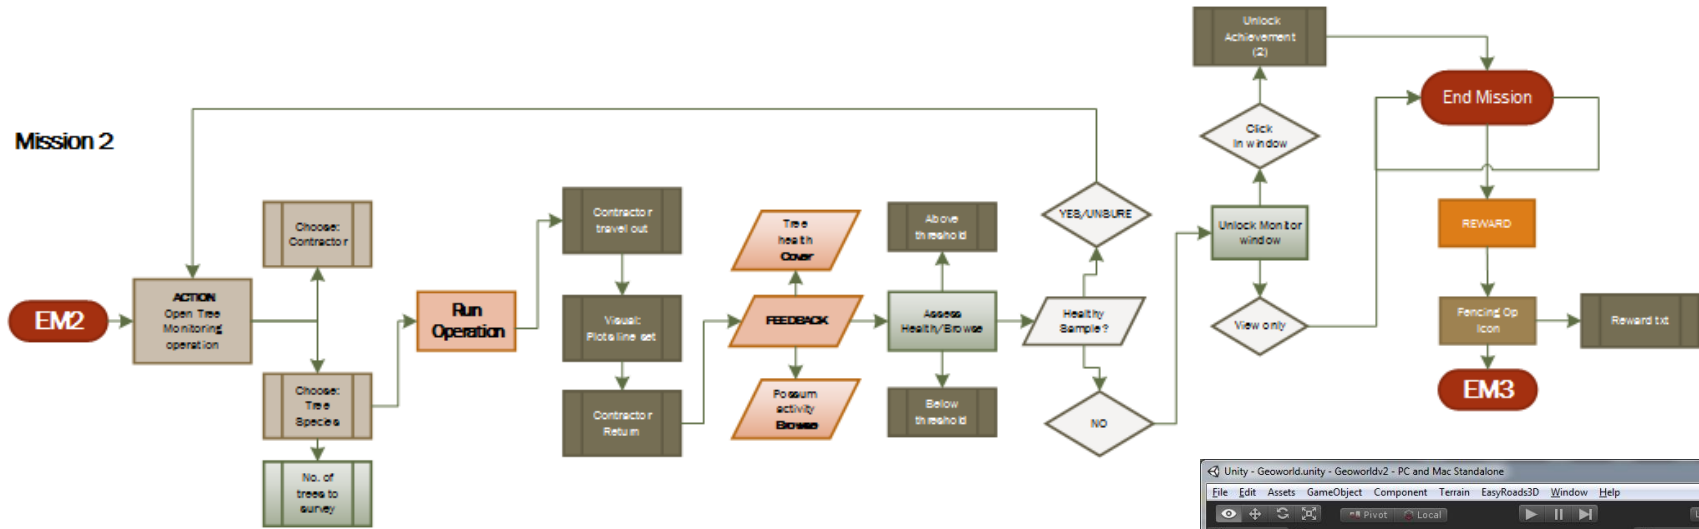 Mission 2
EM2
ACTION
Open Tree
Monitoring
operation
Choose:
Contractor
Choose:
Tree
Species
No. of
trees to
survey
Run
Operation
Contractor
travel out
Visual:
Plots line set
Contractor
Return
Tree
health
Cover
FEEDBACK
Possum
activity
Browse
Above
threshold
Assess
Health/Browse
Below
threshold
Healthy
Sample?
YES/UNSURE
NO
Unlock
Achievement
(2)
Click
in window
Unlock Monitor
window
View only
End Mission
REWARD
Fencing Op
Icon
Reward txt
EM3
Unity - Geoworld.unity - Geoworldv2 - PC and Mac Standalone
File Edit Assets GameObject Component Terrain EasyRoads3D Window Help
Pivot Local